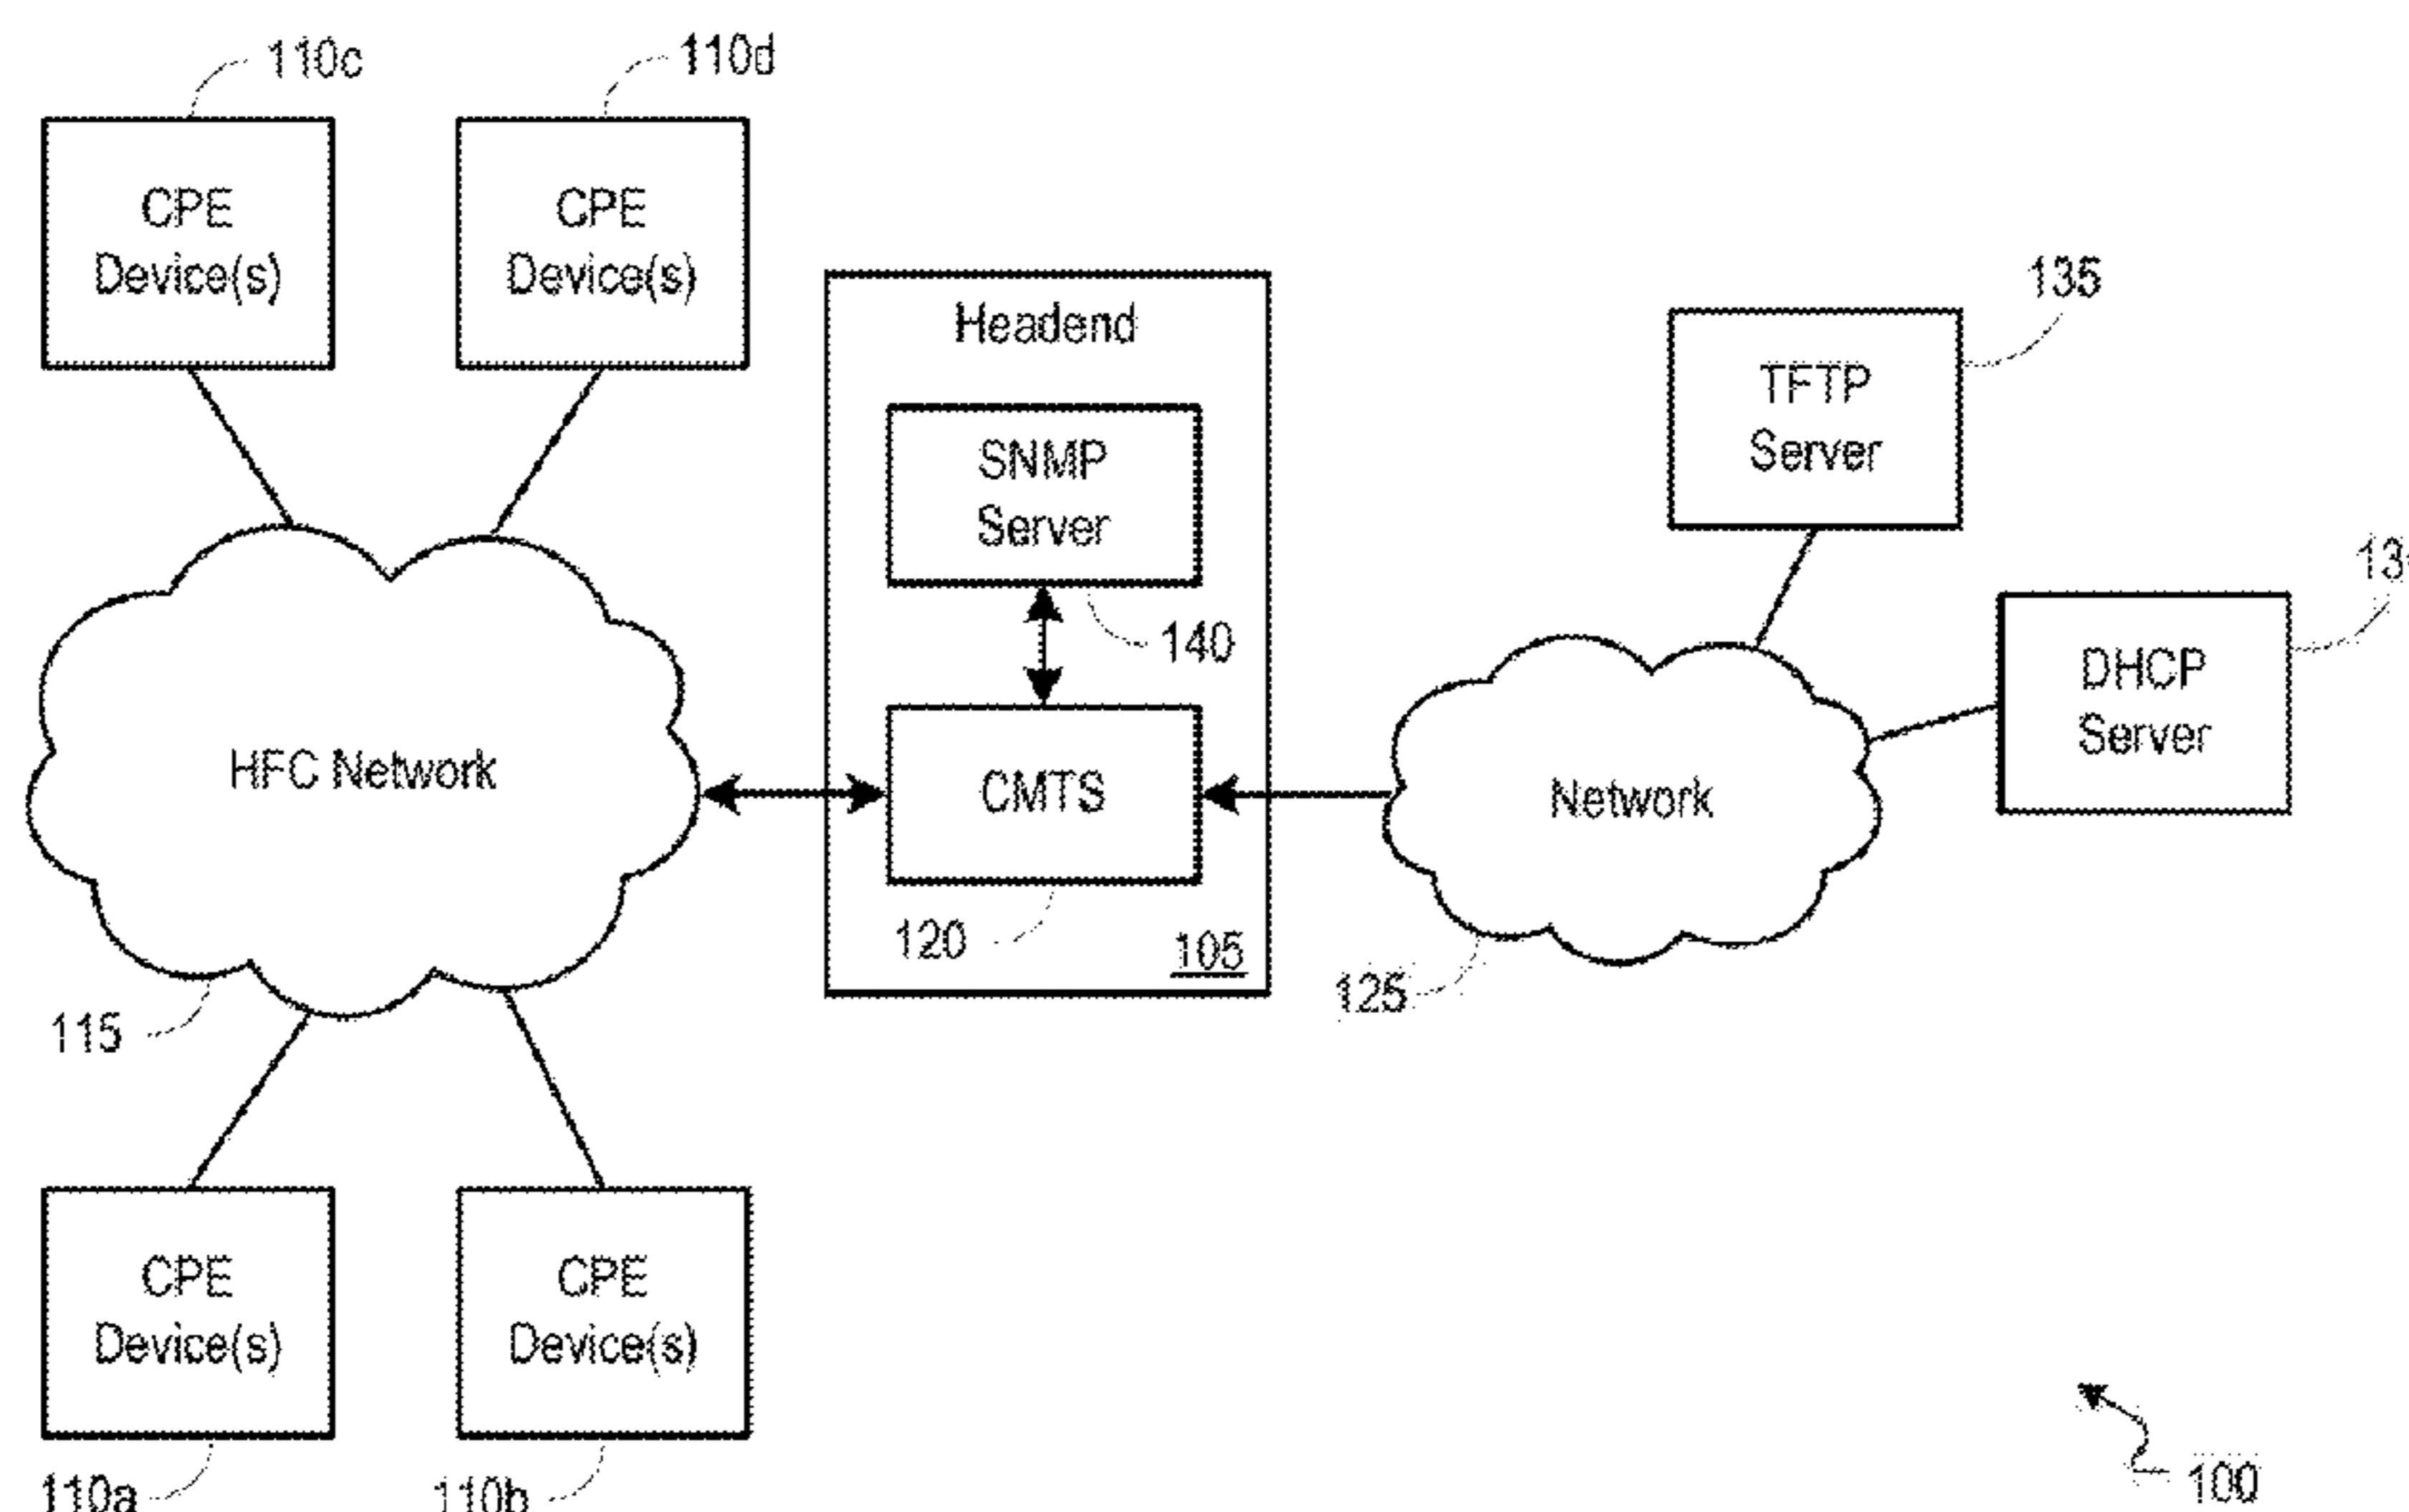 110c
110d
CPE
Device(s)
CPE
Device(s)
Headend
135
TFTP
Server
SNMP
Server
140
DHCP
Server
HFC Network
CMTS
Network
120
105
125
115
CPE
Device(s)
CPE
Device(s)
110a
110b
100